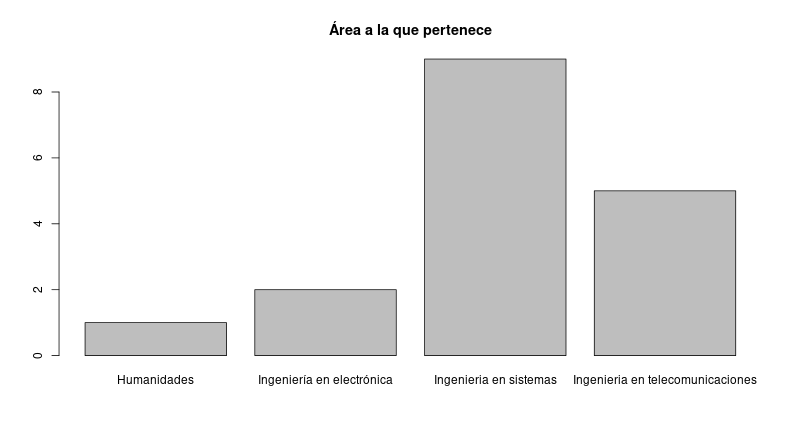 Área a la que pertenece
8
6
4
2
0
Humanidades
Ingeniería en electrónica
Ingenieria en sistemas
Ingenieria en telecomunicaciones